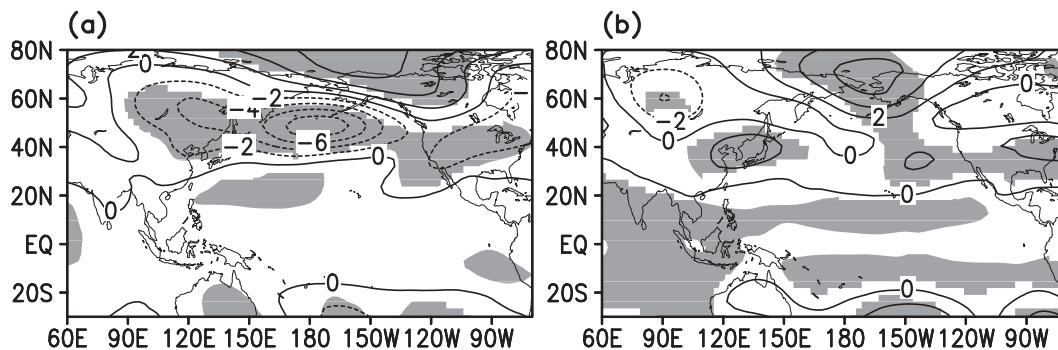 (a) (b)
80N 80N
60N 60N
40N 40N
20N 20N
EQ EQ
20S 20S
2 0 -2 -4 -2 -6 0 0 0 -
0 2 -2 0 0 0 0
60E 90E 120E 150E 180 150W 120W 90W 60E 90E 120E 150E 180 150W 120W 90W